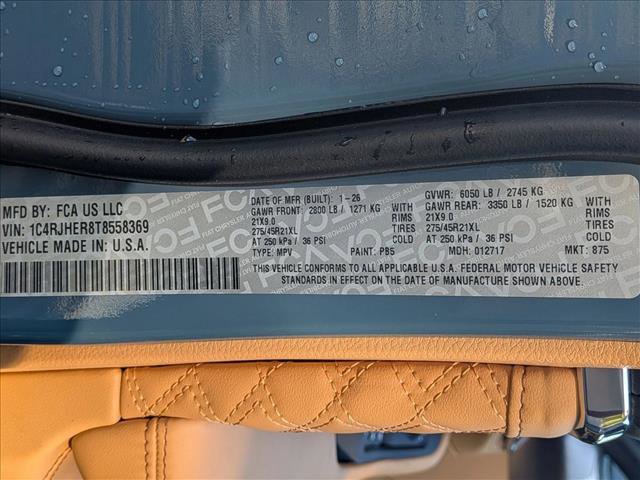 MFD BY: FCA US LLC
VIN: 1C4RJHER8T8558369
VEHICLE MADE IN: U.S.A.
DATE OF MFR (BUILT): 1-26
GAWR FRONT: 2800 LB / 1271 KG WITH
21X9.0 RIMS
275/45R21XL TIRES
AT 250 kPa / 36 PSI
TYPE: MPV PAINT: PB5
GVWR: 6050 LB / 2745 KG
GAWR REAR: 3350 LB / 1520 KG WITH
21X9.0 RIMS
275/45R21XL TIRES
AT 250 kPa / 36 PSI
MDH: 012717 MKT: 875
THIS VEHICLE CONFORMS TO ALL APPLICABLE U.S.A. FEDERAL MOTOR VEHICLE SAFETY
STANDARDS IN EFFECT ON THE DATE OF MANUFACTURE SHOWN ABOVE.